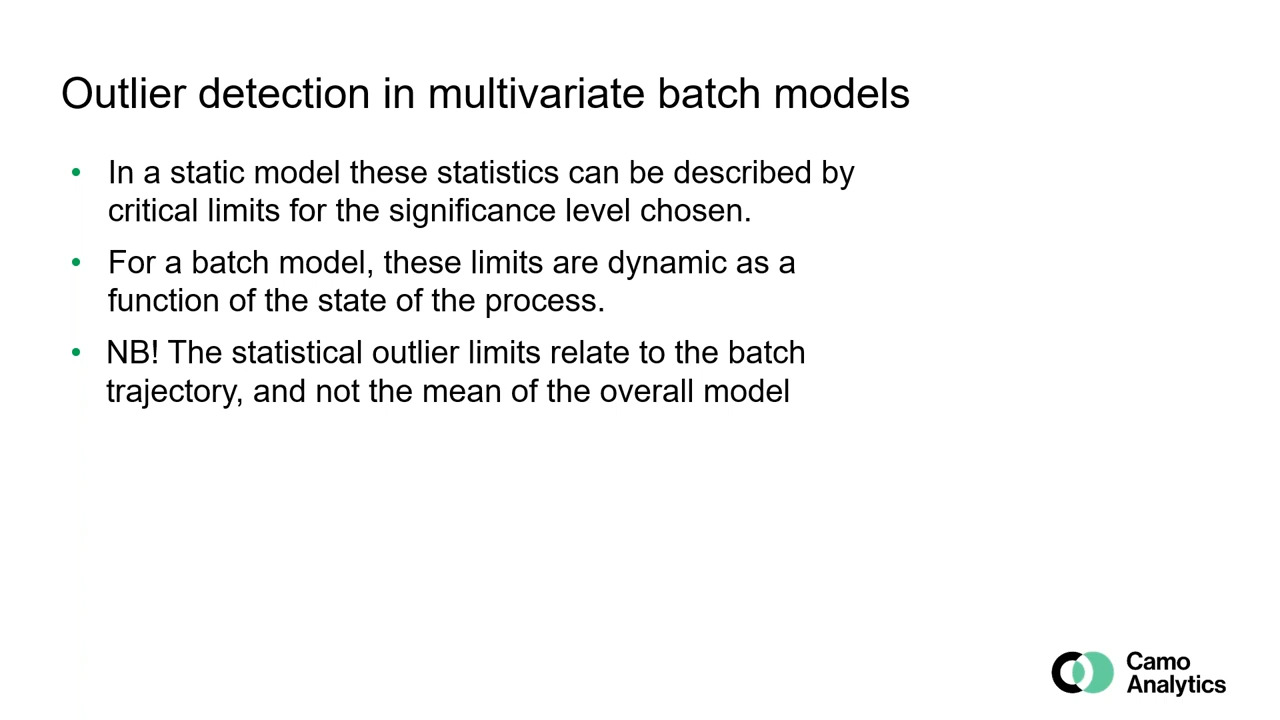 Outlier detection in multivariate batch models
• In a static model these statistics can be described by
critical limits for the significance level chosen.
• For a batch model, these limits are dynamic as a
function of the state of the process.
• NB! The statistical outlier limits relate to the batch
trajectory, and not the mean of the overall model
Camo
Analytics